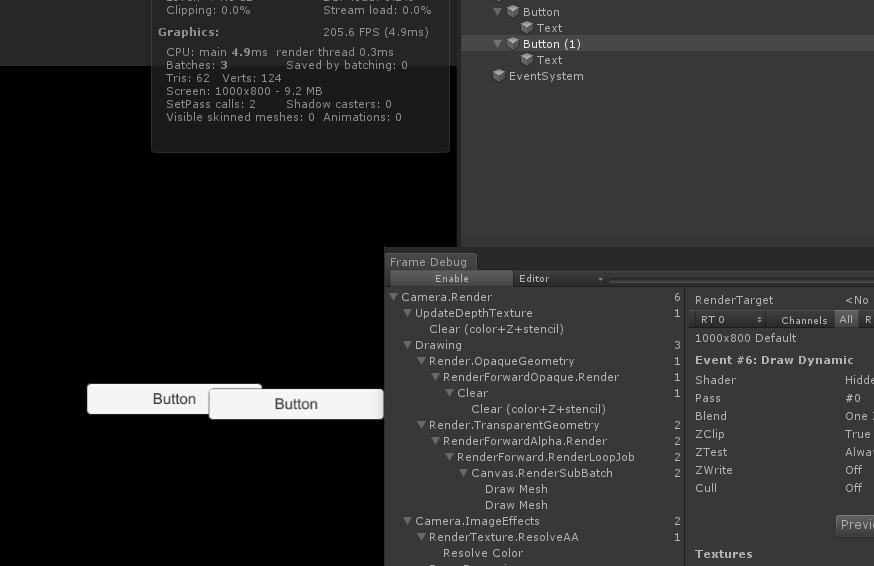 Clipping: 0.0% Stream load: 0.0%
Graphics: 205.6 FPS (4.9ms)
CPU: main 4.9ms render thread 0.3ms
Batches: 3 Saved by batching: 0
Tris: 62 Verts: 124
Screen: 1000x800 - 9.2 MB
SetPass calls: 2 Shadow casters: 0
Visible skinned meshes: 0 Animations: 0
Button
Text
Button (1)
Text
EventSystem
Button
Button
Frame Debug
Enable Editor
Camera.Render 6
UpdateDepthTexture 1
Clear (color+Z+stencil)
Drawing 3
Render.OpaqueGeometry 1
RenderForwardOpaque.Render 1
Clear 1
Clear (color+Z+stencil)
Render.TransparentGeometry 2
RenderForwardAlpha.Render 2
RenderForward.RenderLoopJob 2
Canvas.RenderSubBatch 2
Draw Mesh
Draw Mesh
Camera.ImageEffects 2
RenderTexture.ResolveAA 1
Resolve Color
RenderTarget <No
RT 0 Channels All R
1000x800 Default
Event #6: Draw Dynamic
Shader Hidde
Pass #0
Blend One
ZClip True
ZTest Alwa
ZWrite Off
Cull Off
Previ
Textures